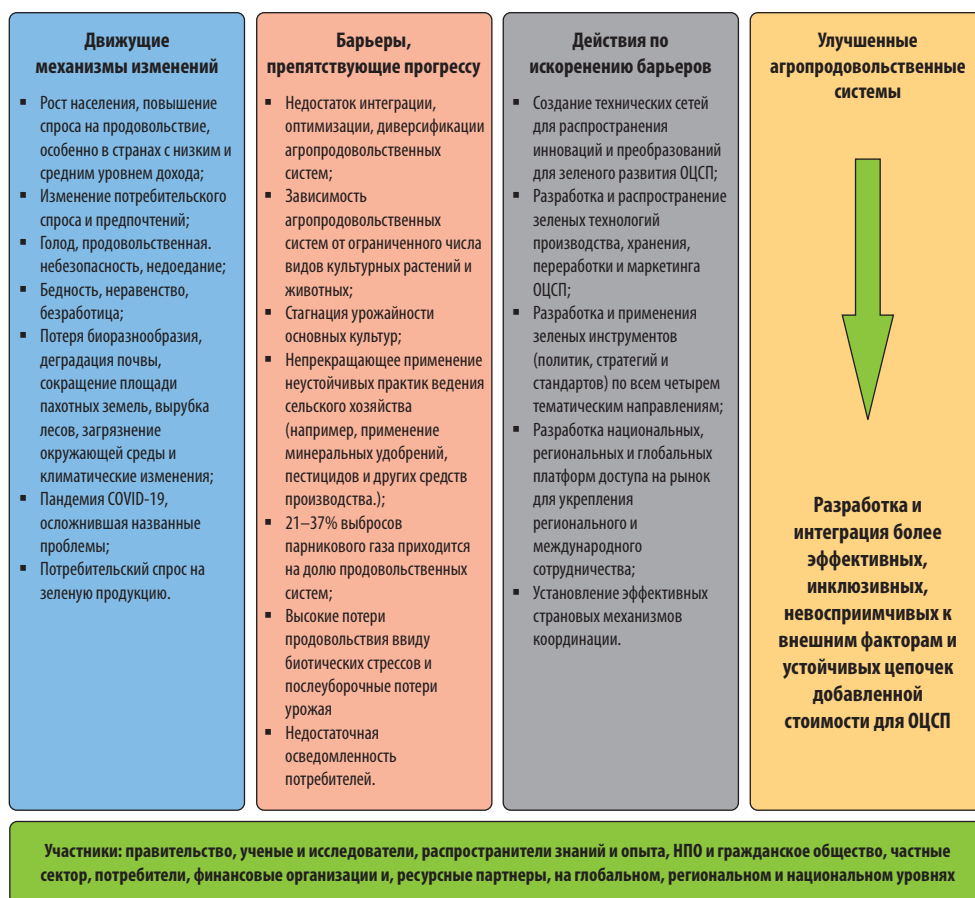 Движущие
механизмы изменений
▪ Рост населения, повышение
спроса на продовольствие,
особенно в странах с низким и
средним уровнем дохода;
▪ Изменение потребительского
спроса и предпочтений;
▪ Голод, продовольственная.
небезопасность, недоедание;
▪ Бедность, неравенство,
безработица;
▪ Потеря биоразнообразия,
деградация почвы,
сокращение площади
пахотных земель, вырубка
лесов, загрязнение
окружающей среды и
климатические изменения;
▪ Пандемия COVID-19,
осложнившая названные
проблемы;
▪ Потребительский спрос на
зеленую продукцию.
Барьеры,
препятствующие прогрессу
▪ Недостаток интеграции,
оптимизации, диверсификации
агропродовольственных
систем;
▪ Зависимость
агропродовольственных
систем от ограниченного числа
видов культурных растений и
животных;
▪ Стагнация урожайности
основных культур;
▪ Непрекращающее применение
неустойчивых практик ведения
сельского хозяйства
(например, применение
минеральных удобрений,
пестицидов и других средств
производства.);
▪ 21–37% выбросов
парникового газа приходится
на долю продовольственных
систем;
▪ Высокие потери
продовольствия ввиду
биотических стрессов и
послеуборочные потери
урожая
▪ Недостаточная
осведомленность
потребителей.
Действия по
искоренению барьеров
▪ Создание технических сетей
для распространения
инноваций и преобразований
для зеленого развития ОЦСП;
▪ Разработка и распространение
зеленых технологий
производства, хранения,
переработки и маркетинга
ОЦСП;
▪ Разработка и применения
зеленых инструментов
(политик, стратегий и
стандартов) по всем четырем
тематическим направлениям;
▪ Разработка национальных,
региональных и глобальных
платформ доступа на рынок
для укрепления
регионального и
международного
сотрудничества;
▪ Установление эффективных
страновых механизмов
координации.
Улучшенные
агропродовольственные
системы
Разработка и
интеграция более
эффективных,
инклюзивных,
невосприимчивых к
внешним факторам и
устойчивых цепочек
добавленной
стоимости для ОЦСП
Участники: правительство, ученые и исследователи, распространители знаний и опыта, НПО и гражданское общество, частные
сектор, потребители, финансовые организации и, ресурсные партнеры, на глобальном, региональном и национальном уровнях